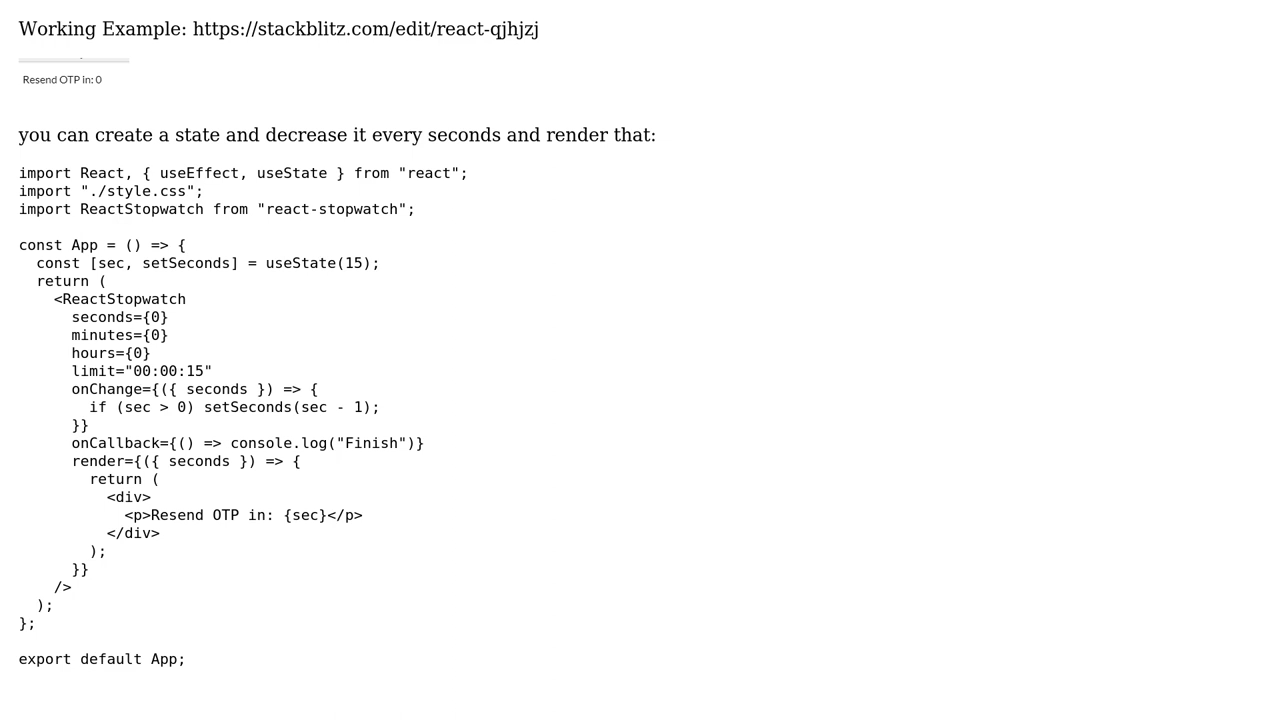 Working Example: https://stackblitz.com/edit/react-qjhjzj
Resend OTP in: 0
you can create a state and decrease it every seconds and render that:
import React, { useEffect, useState } from "react";
import "./style.css";
import ReactStopwatch from "react-stopwatch";

const App = () => {
  const [sec, setSeconds] = useState(15);
  return (
    <ReactStopwatch
      seconds={0}
      minutes={0}
      hours={0}
      limit="00:00:15"
      onChange={({ seconds }) => {
        if (sec > 0) setSeconds(sec - 1);
      }}
      onCallback={() => console.log("Finish")}
      render={({ seconds }) => {
        return (
          <div>
            <p>Resend OTP in: {sec}</p>
          </div>
        );
      }}
    />
  );
};

export default App;